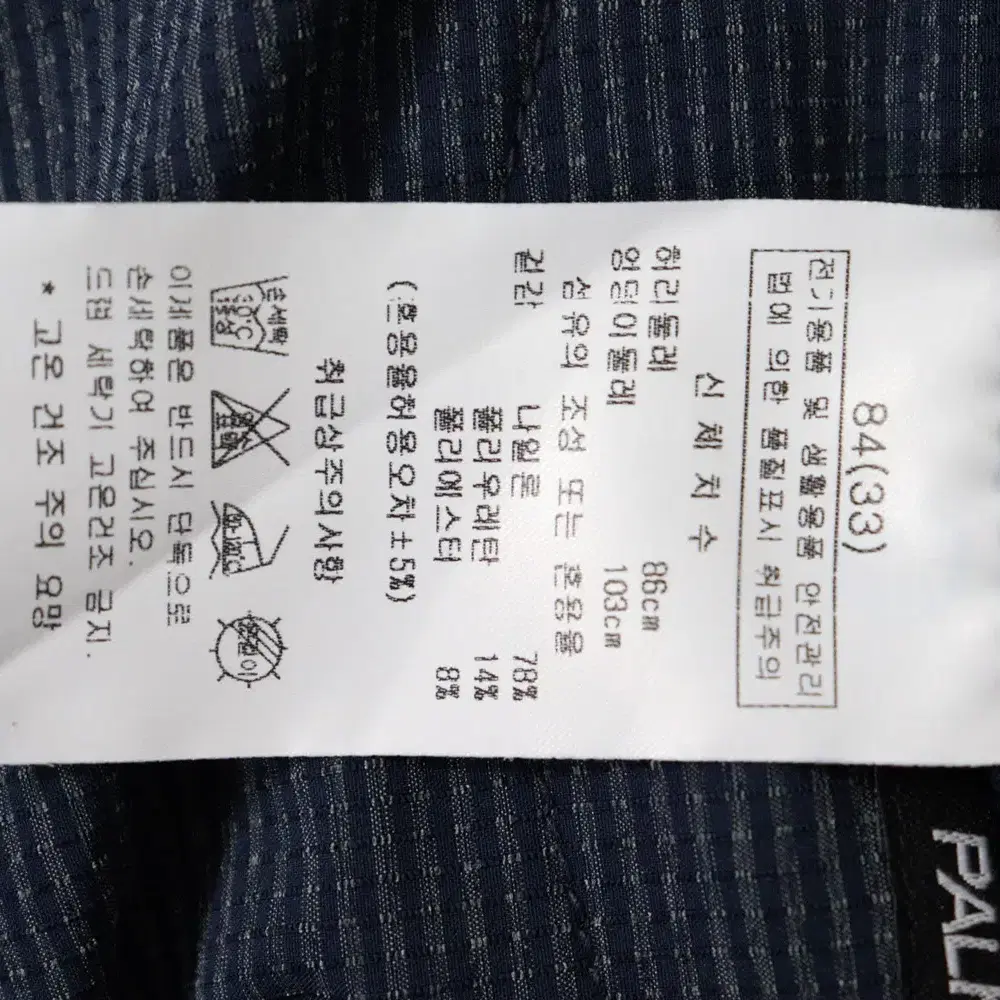 84(33)
전기용품 및 생활용품 안전관리
법에 의한 품질표시 취급주의
신 체 치 수
허리둘레 86cm
엉덩이둘레 103cm
섬유의 조성 또는 혼용율
겉감 나일론 78%
폴리우레탄 14%
폴리에스터 8%
(혼용율허용오차±5%)
취급상주의사항
손세탁
이제품은 반드시 단독으로
손세탁하여 주십시오.
드럼 세탁기 고온건조 금지.
* 고온 건조 주의 요망